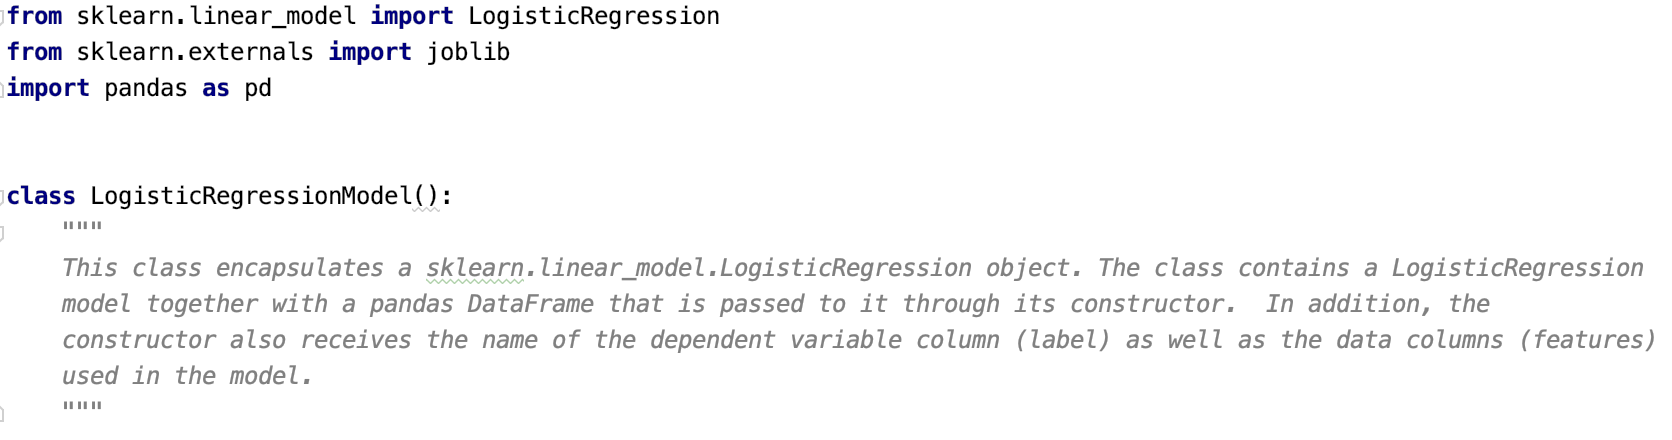 from sklearn.linear_model import LogisticRegression
from sklearn.externals import joblib
import pandas as pd
class LogisticRegressionModel():
"""
This class encapsulates a sklearn.linear_model.LogisticRegression object. The class contains a LogisticRegression
model together with a pandas DataFrame that is passed to it through its constructor.  In addition, the
constructor also receives the name of the dependent variable column (label) as well as the data columns (features)
used in the model.
"""